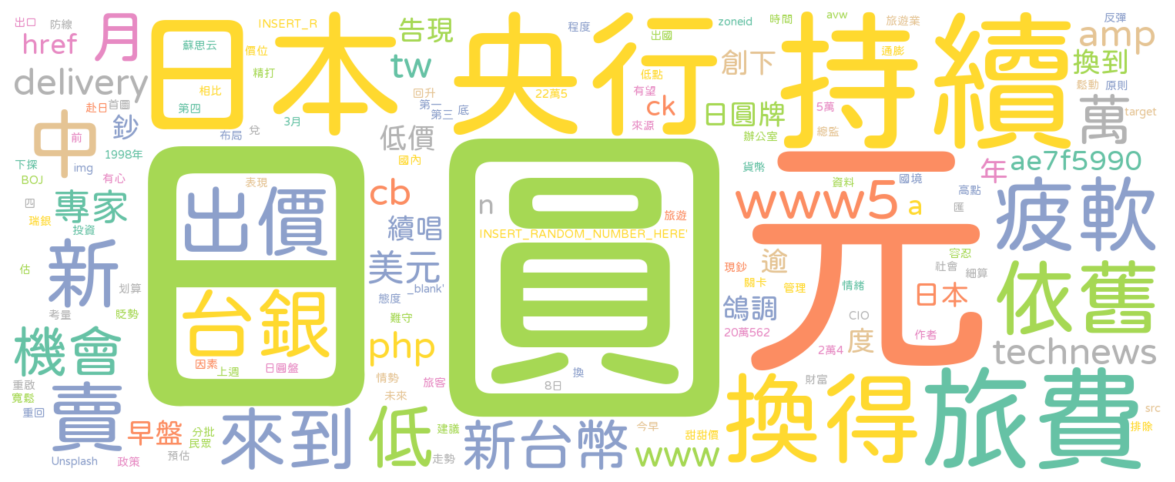 出口
防線
INSERT_R
告現
程度
zoneid
時間
avw
旅遊業
反彈
href
月
蘇思云
價位
日本
央行
出國
創下
通膨
持續
amp
delivery
精打
相比
tw
回升
22萬5
低點
有望
換到
鬆動
原則
赴日
首圖
第四
3月
第一
第三
底
ck
來源
日圓牌
5萬
萬
target
中
前
鈔
布局
兌
低價
辦公室
總監
1998年
國內
貨幣
年
ae7f5990
下探
BOJ
img
有心
表現
cb
n
資料
國境
高點
四
專家
出價
續唱
日圓
旅遊
www5
a
匯
疲軟
瑞銀
投資
INSERT_RANDOM_NUMBER_HERE'
估
新
美元
現鈔
逾
容忍
社會
細算
划算
態度
_blank'
關卡
管理
情緒
元
日本
依舊
考量
貶勢
台銀
難守
鴿調
20萬562
CIO
作者
機會
php
2萬4
度
technews
因素
上週
日圓盤
情勢
旅客
換
8日
財富
重啟
寬鬆
未來
換得
旅費
重回
賣
早盤
來到
低
建議
新台幣
今早
甜甜價
src
排除
分批
民眾
預估
走勢
www
Unsplash
政策